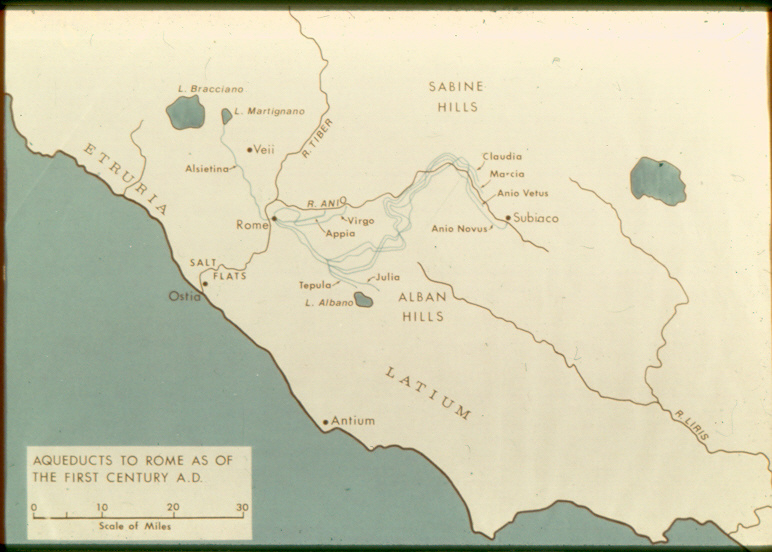 L. Bracciano
L. Martignano
SABINE
HILLS
R. TIBER
Veii
ETRURIA
Alsietina
Claudia
Marcia
Anio Vetus
R. ANIO
Virgo
Rome
Appia
Anio Novus
Subiaco
SALT
FLATS
Ostia
Tepula
Julia
L. Albano
ALBAN
HILLS
LATIUM
Antium
R. LIRIS
AQUEDUCTS TO ROME AS OF
THE FIRST CENTURY A.D.
0 10 20 30
Scale of Miles